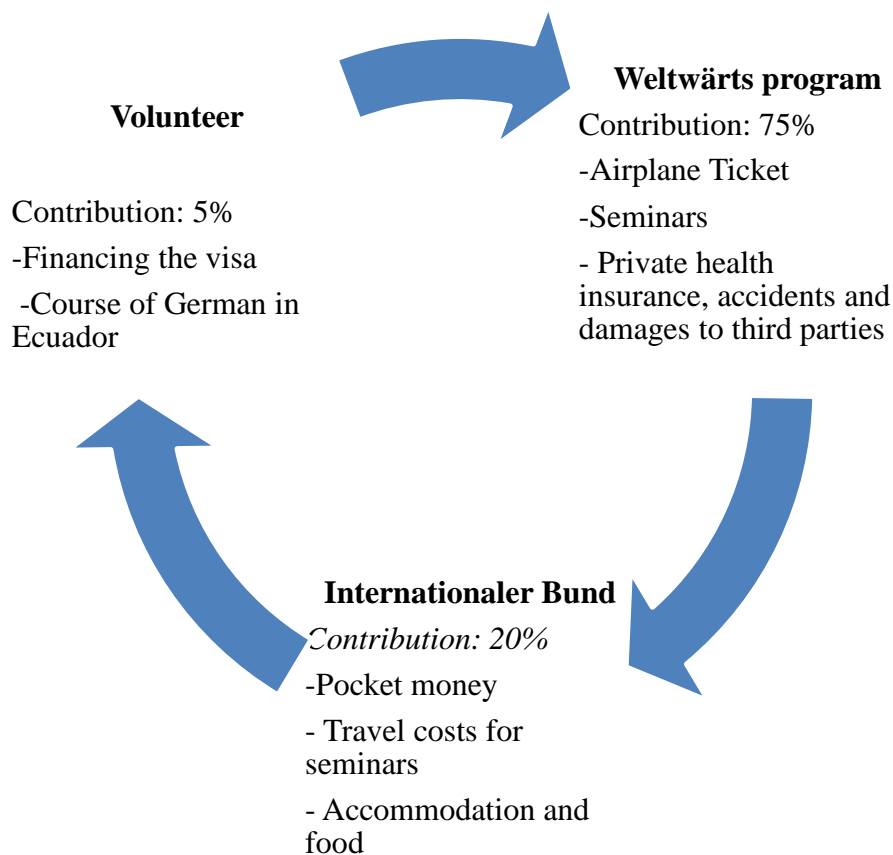 Volunteer
Contribution: 5%
-Financing the visa
-Course of German in
Ecuador
Weltwärts program
Contribution: 75%
-Airplane Ticket
-Seminars
- Private health
insurance, accidents and
damages to third parties
Internationaler Bund
Contribution: 20%
-Pocket money
- Travel costs for
seminars
- Accommodation and
food